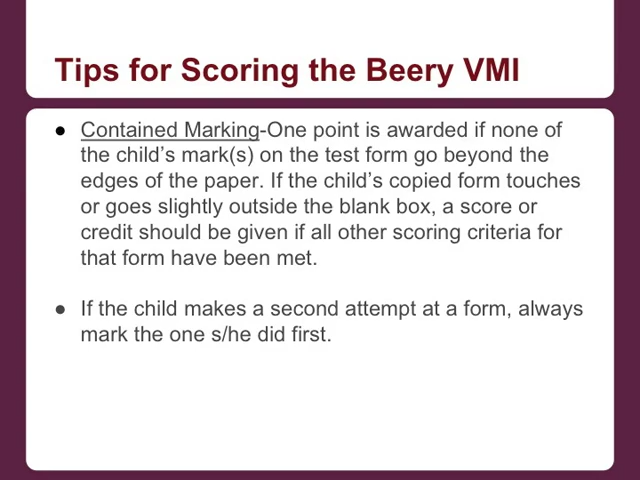 Tips for Scoring the Beery VMI
● Contained Marking-One point is awarded if none of
the child's mark(s) on the test form go beyond the
edges of the paper. If the child's copied form touches
or goes slightly outside the blank box, a score or
credit should be given if all other scoring criteria for
that form have been met.
● If the child makes a second attempt at a form, always
mark the one s/he did first.